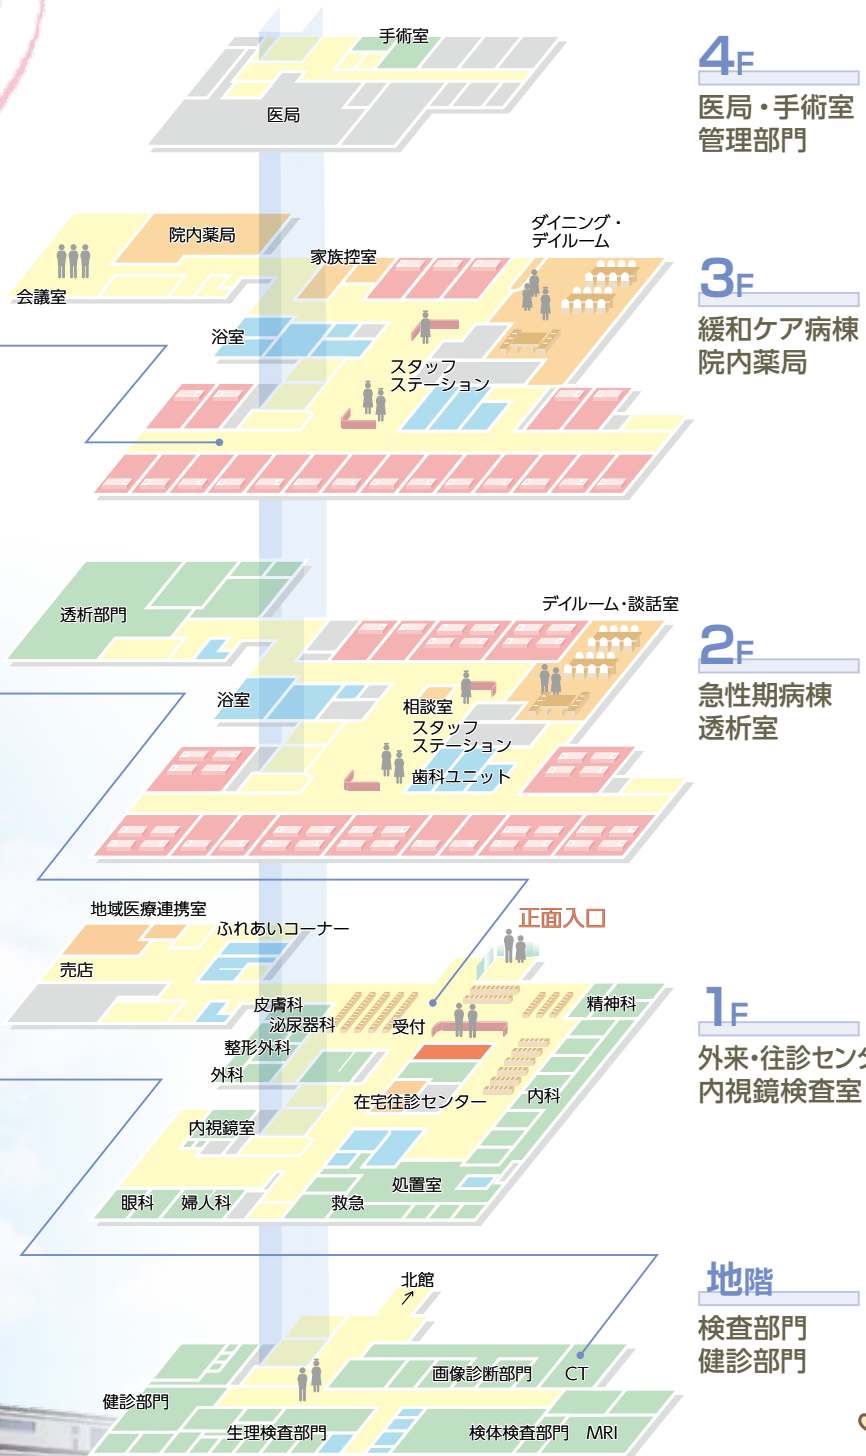 手術室
医局
4F
医局・手術室
管理部門
院内薬局
会議室
家族控室
ダイニング・
デイルーム
浴室
スタッフ
ステーション
3F
緩和ケア病棟
院内薬局
透析部門
デイルーム・談話室
浴室
相談室
スタッフ
ステーション
歯科ユニット
2F
急性期病棟
透析室
地域医療連携室
ふれあいコーナー
売店
正面入口
皮膚科
泌尿器科
受付
精神科
整形外科
外科
在宅往診センター
内科
内視鏡室
処置室
眼科
婦人科
救急
1F
外来・往診セン
内視鏡検査室
北館
↗
画像診断部門
CT
健診部門
生理検査部門
検体検査部門
MRI
地階
検査部門
健診部門